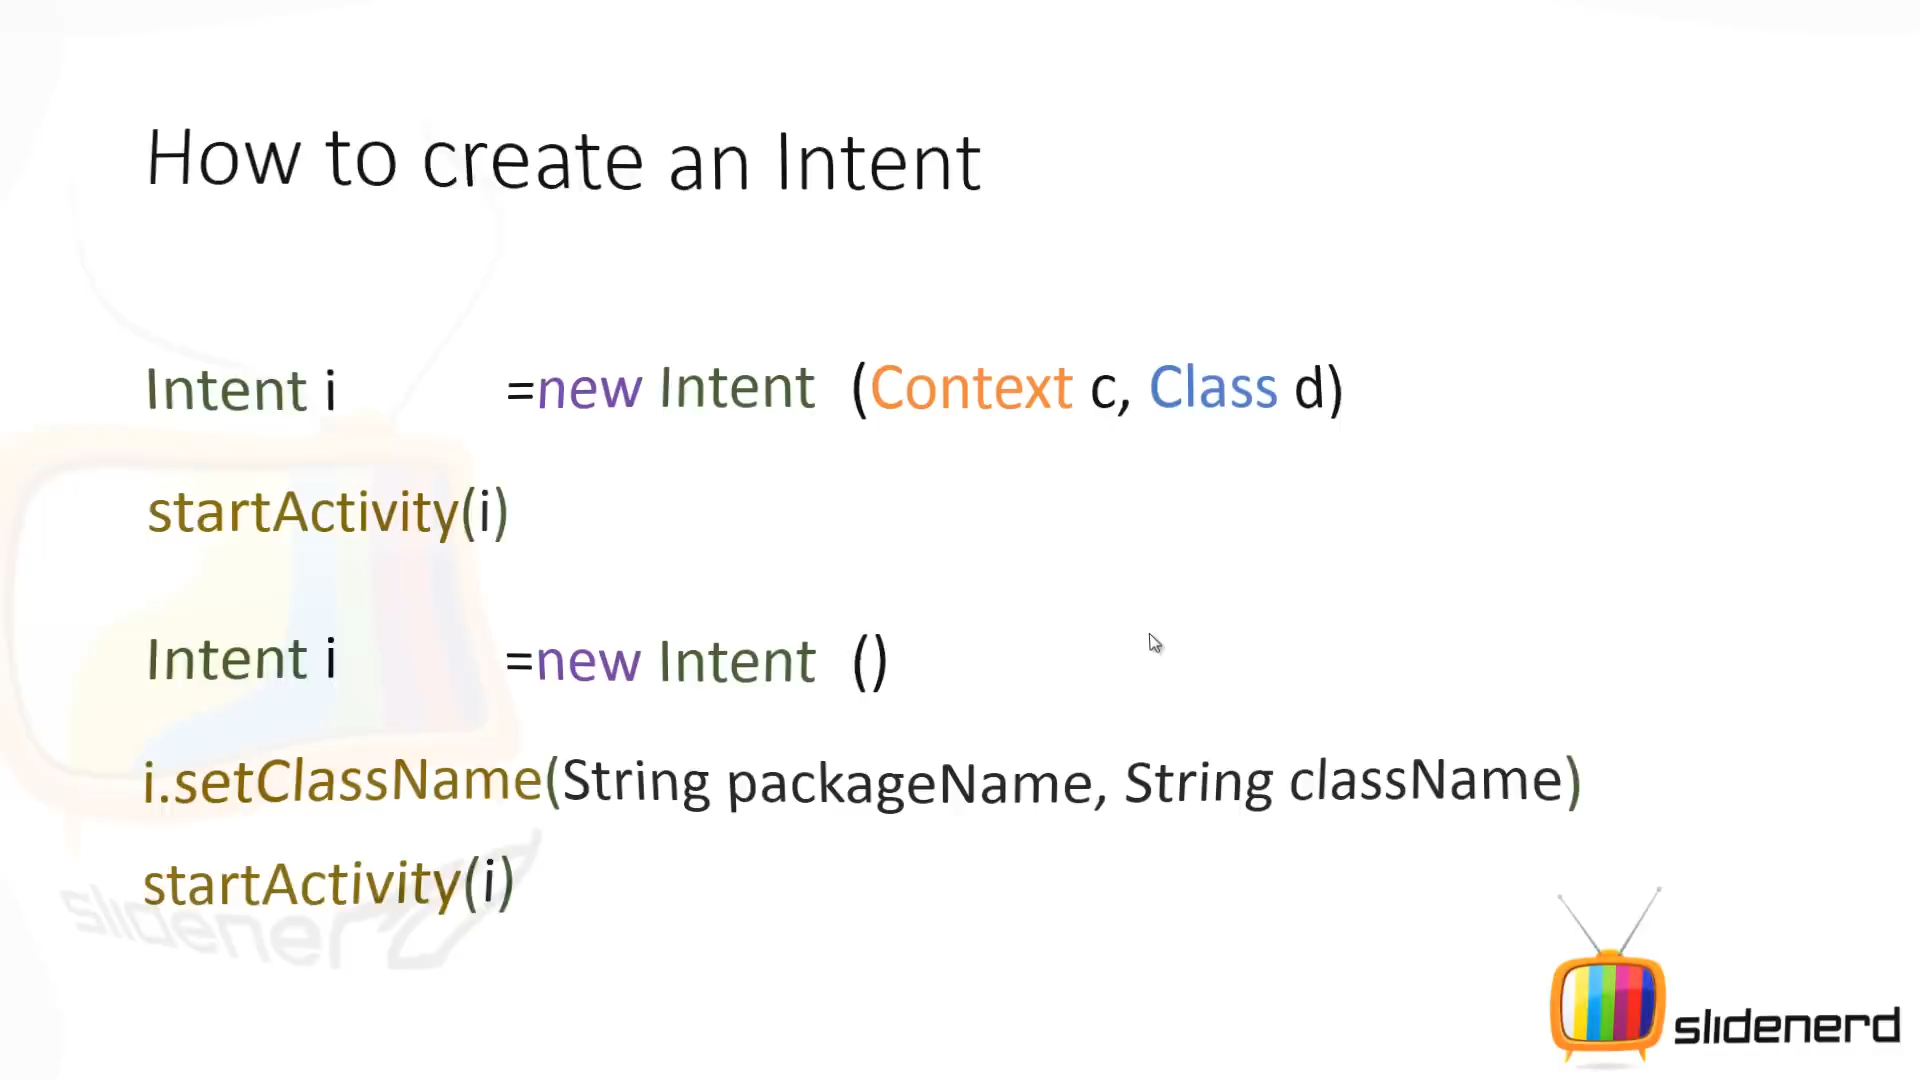 How to create an Intent
Intent i =new Intent (Context c, Class d)
startActivity(i)
Intent i =new Intent ()
i.setClassName(String packageName, String className)
startActivity(i)
slidenerd
slidenerd